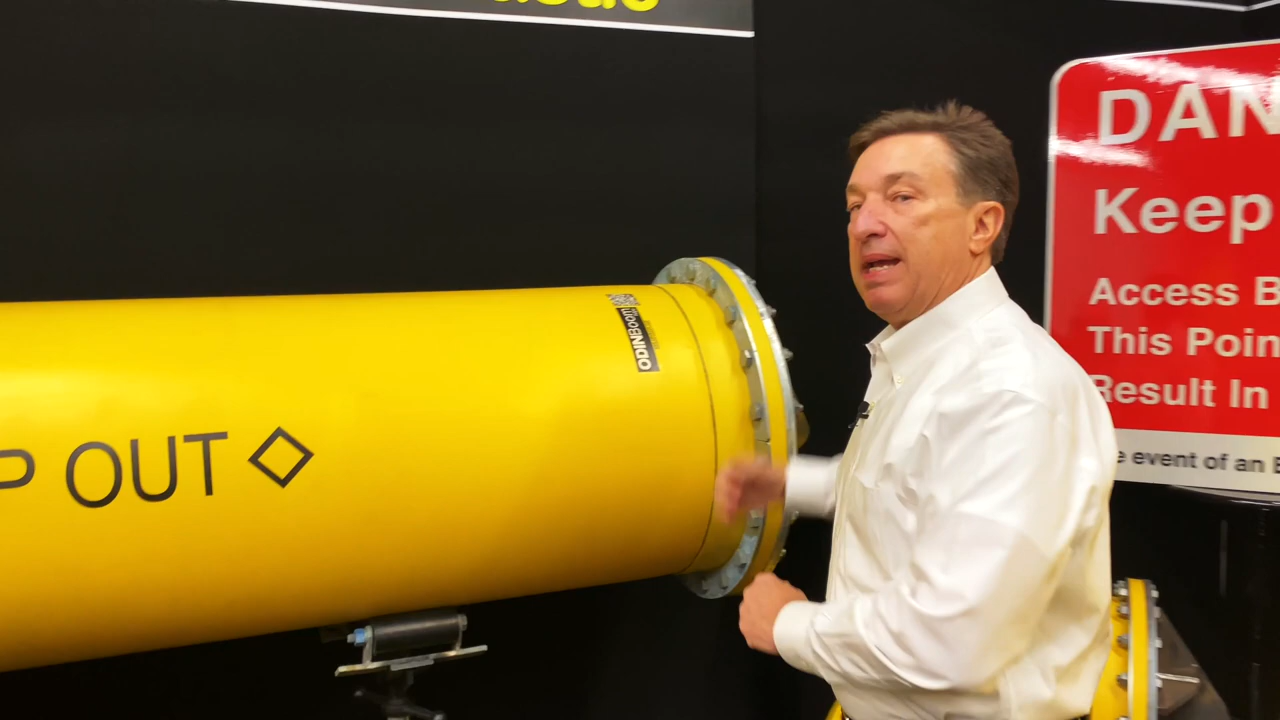 P OUT
ODINBoom
DAN
Keep
Access B
This Poin
Result In
e event of an E